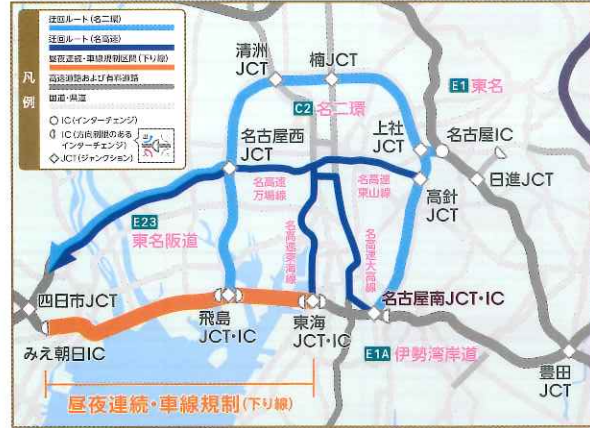 凡例
迂回ルート(名二環)
迂回ルート(名高速)
昼夜連続・車線規制区間(下り線)
高速道路および有料道路
国道・県道
IC(インターチェンジ)
IC(方向制限のある
インターチェンジ)
JCT(ジャンクション)
清洲
JCT
楠JCT
E1 東名
C2 名二環
上社
JCT
名古屋IC
名古屋西
JCT
日進JCT
名高速
万場線
名高速
東山線
高針
JCT
E23
東名阪道
名高速東海線
名高速大高線
四日市JCT
名古屋南JCT・IC
みえ朝日IC
飛島
JCT・IC
東海
JCT・IC
E1A 伊勢湾岸道
豊田
JCT
昼夜連続・車線規制(下り線)